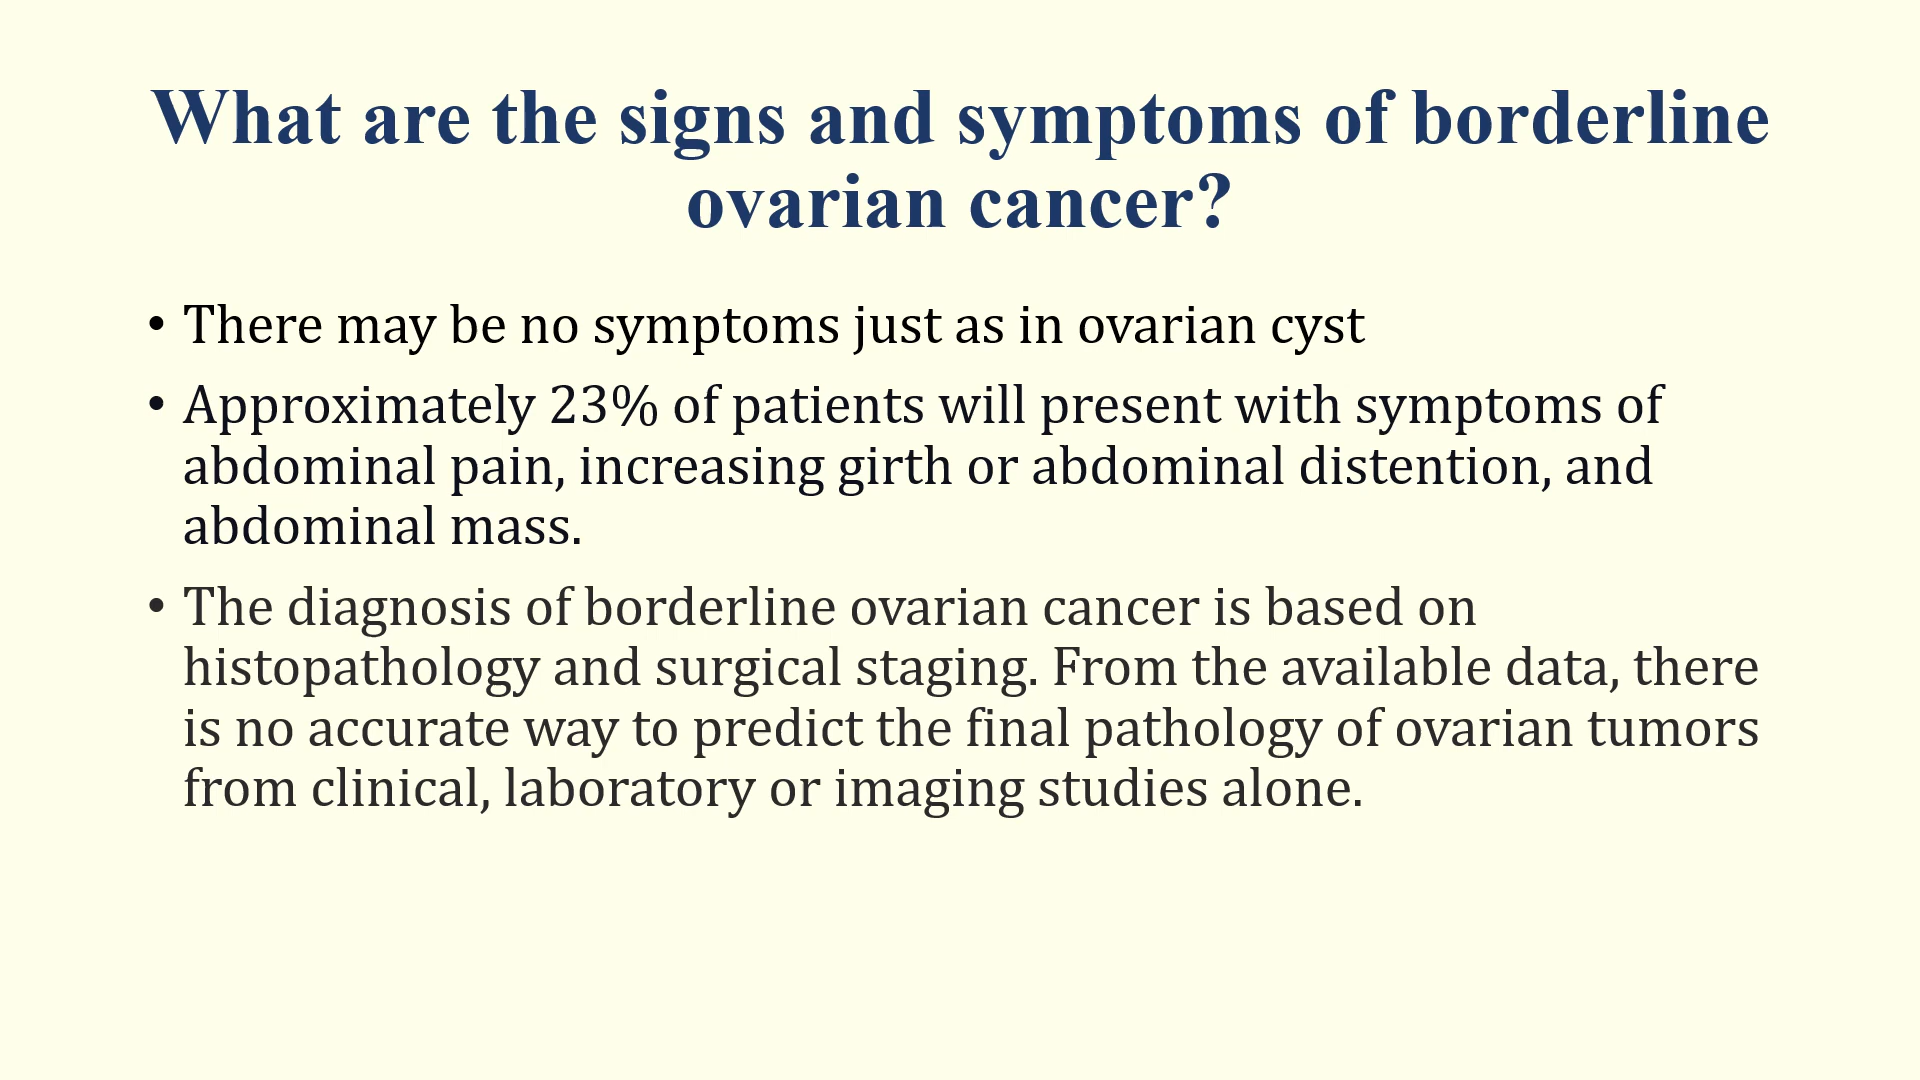 What are the signs and symptoms of borderline
ovarian cancer?
• There may be no symptoms just as in ovarian cyst
• Approximately 23% of patients will present with symptoms of
abdominal pain, increasing girth or abdominal distention, and
abdominal mass.
• The diagnosis of borderline ovarian cancer is based on
histopathology and surgical staging. From the available data, there
is no accurate way to predict the final pathology of ovarian tumors
from clinical, laboratory or imaging studies alone.